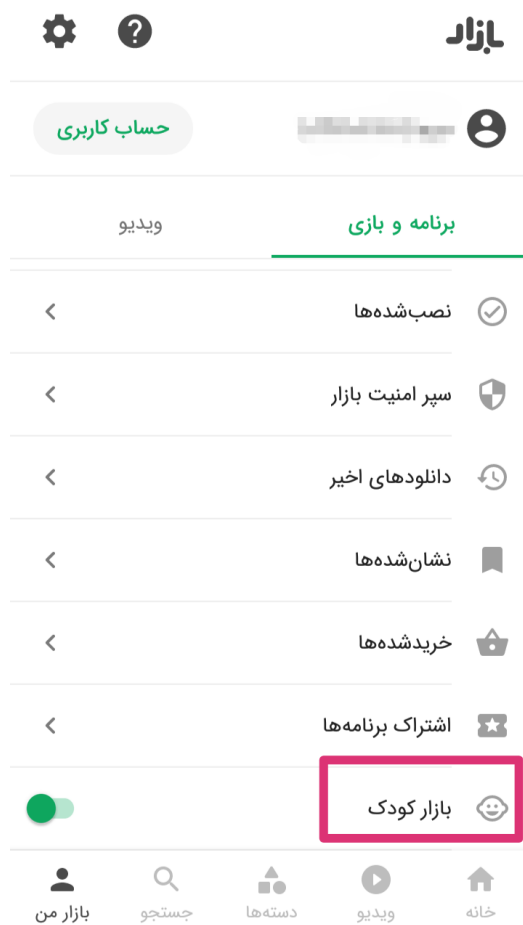 بازار
حساب کاربری
برنامه و بازی
ویدیو
نصب‌شده‌ها
سپر امنیت بازار
دانلودهای اخیر
نشان‌شده‌ها
خریدشده‌ها
اشتراک برنامه‌ها
بازار کودک
خانه
ویدیو
دسته‌ها
جستجو
بازار من